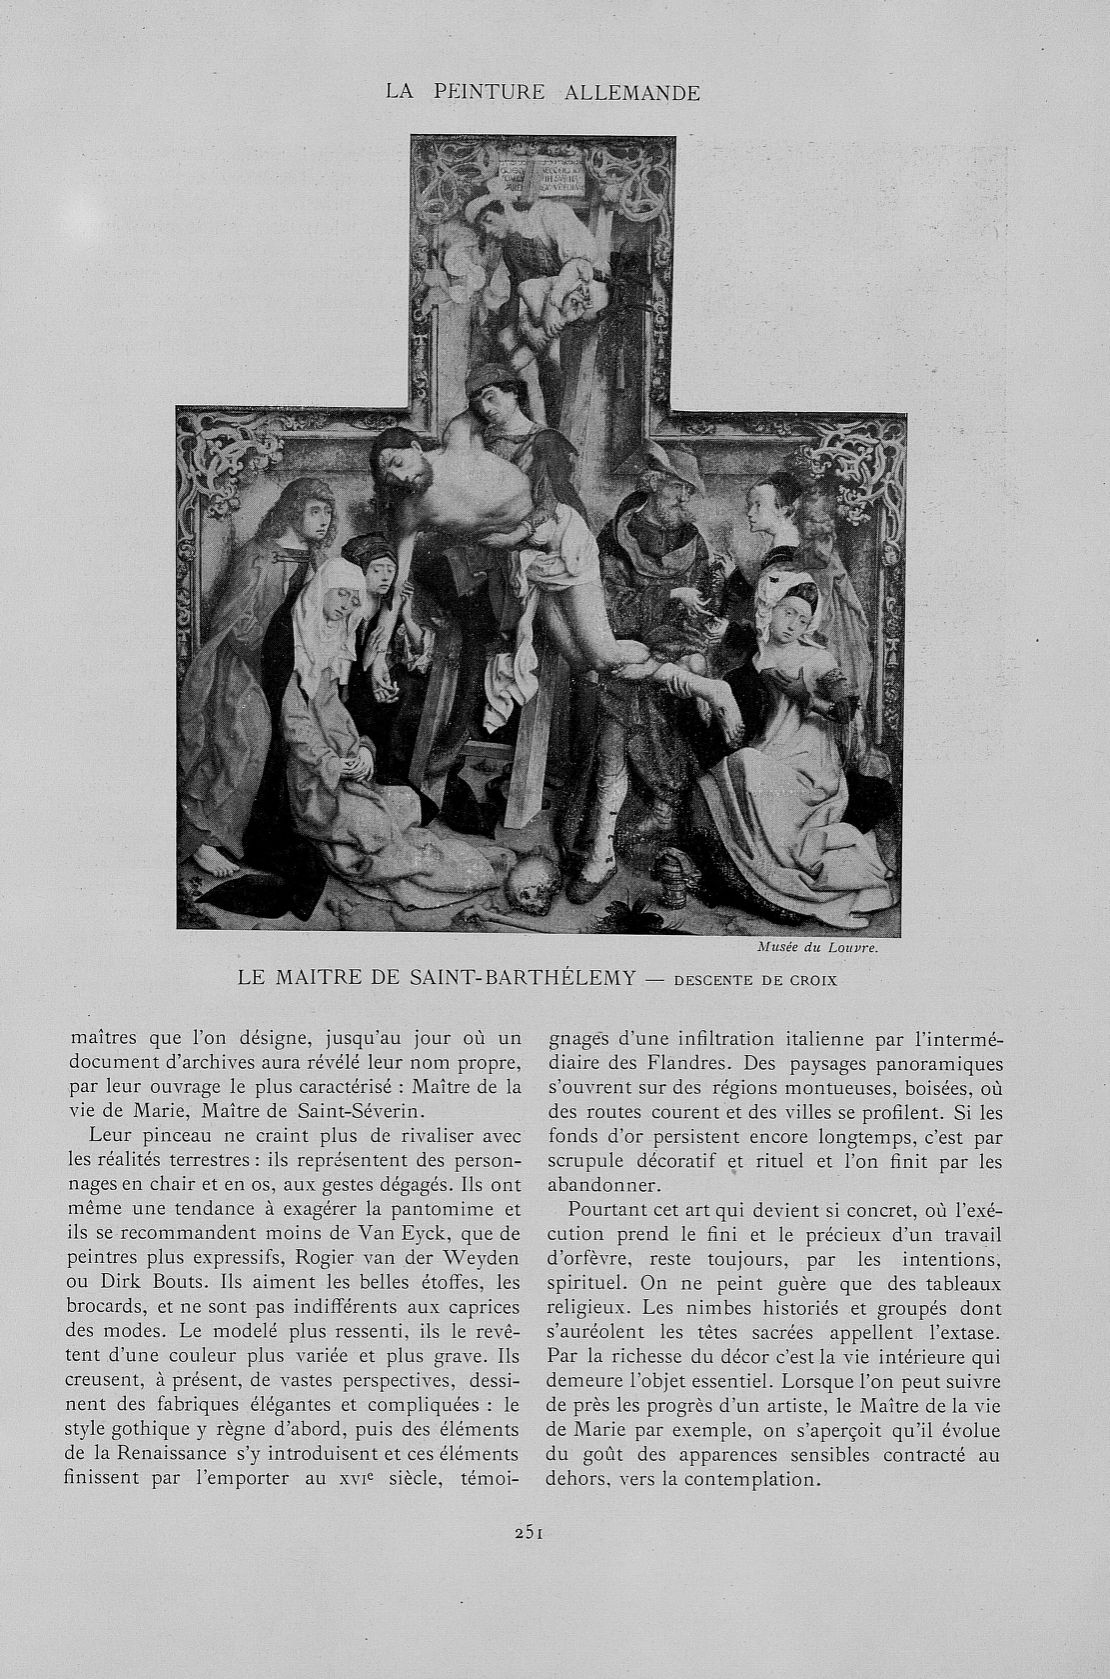 LA PEINTURE ALLEMANDE
Musée du Louvre.
LE MAITRE DE SAINT-BARTHÉLEMY — DESCENTE DE CROIX
maîtres que l'on désigne, jusqu'au jour où un
document d'archives aura révélé leur nom propre,
par leur ouvrage le plus caractérisé : Maître de la
vie de Marie, Maître de Saint-Séverin.
Leur pinceau ne craint plus de rivaliser avec
les réalités terrestres : ils représentent des person-
nages en chair et en os, aux gestes dégagés. Ils ont
même une tendance à exagérer la pantomime et
ils se recommandent moins de Van Eyck, que de
peintres plus expressifs, Rogier van der Weyden
ou Dirk Bouts. Ils aiment les belles étoffes, les
brocards, et ne sont pas indifférents aux caprices
des modes. Le modelé plus ressenti, ils le revê-
tent d'une couleur plus variée et plus grave. Ils
creusent, à présent, de vastes perspectives, dessi-
nent des fabriques élégantes et compliquées : le
style gothique y règne d'abord, puis des éléments
de la Renaissance s'y introduisent et ces éléments
finissent par l'emporter au XVIe siècle, témoi-
gnages d'une infiltration italienne par l'intermé-
diaire des Flandres. Des paysages panoramiques
s'ouvrent sur des régions montueuses, boisées, où
des routes courent et des villes se profilent. Si les
fonds d'or persistent encore longtemps, c'est par
scrupule décoratif et rituel et l'on finit par les
abandonner.
Pourtant cet art qui devient si concret, où l'exé-
cution prend le fini et le précieux d'un travail
d'orfèvre, reste toujours, par les intentions,
spirituel. On ne peint guère que des tableaux
religieux. Les nimbes historiés et groupés dont
s'auréolent les têtes sacrées appellent l'extase.
Par la richesse du décor c'est la vie intérieure qui
demeure l'objet essentiel. Lorsque l'on peut suivre
de près les progrès d'un artiste, le Maître de la vie
de Marie par exemple, on s'aperçoit qu'il évolue
du goût des apparences sensibles contracté au
dehors, vers la contemplation.
251